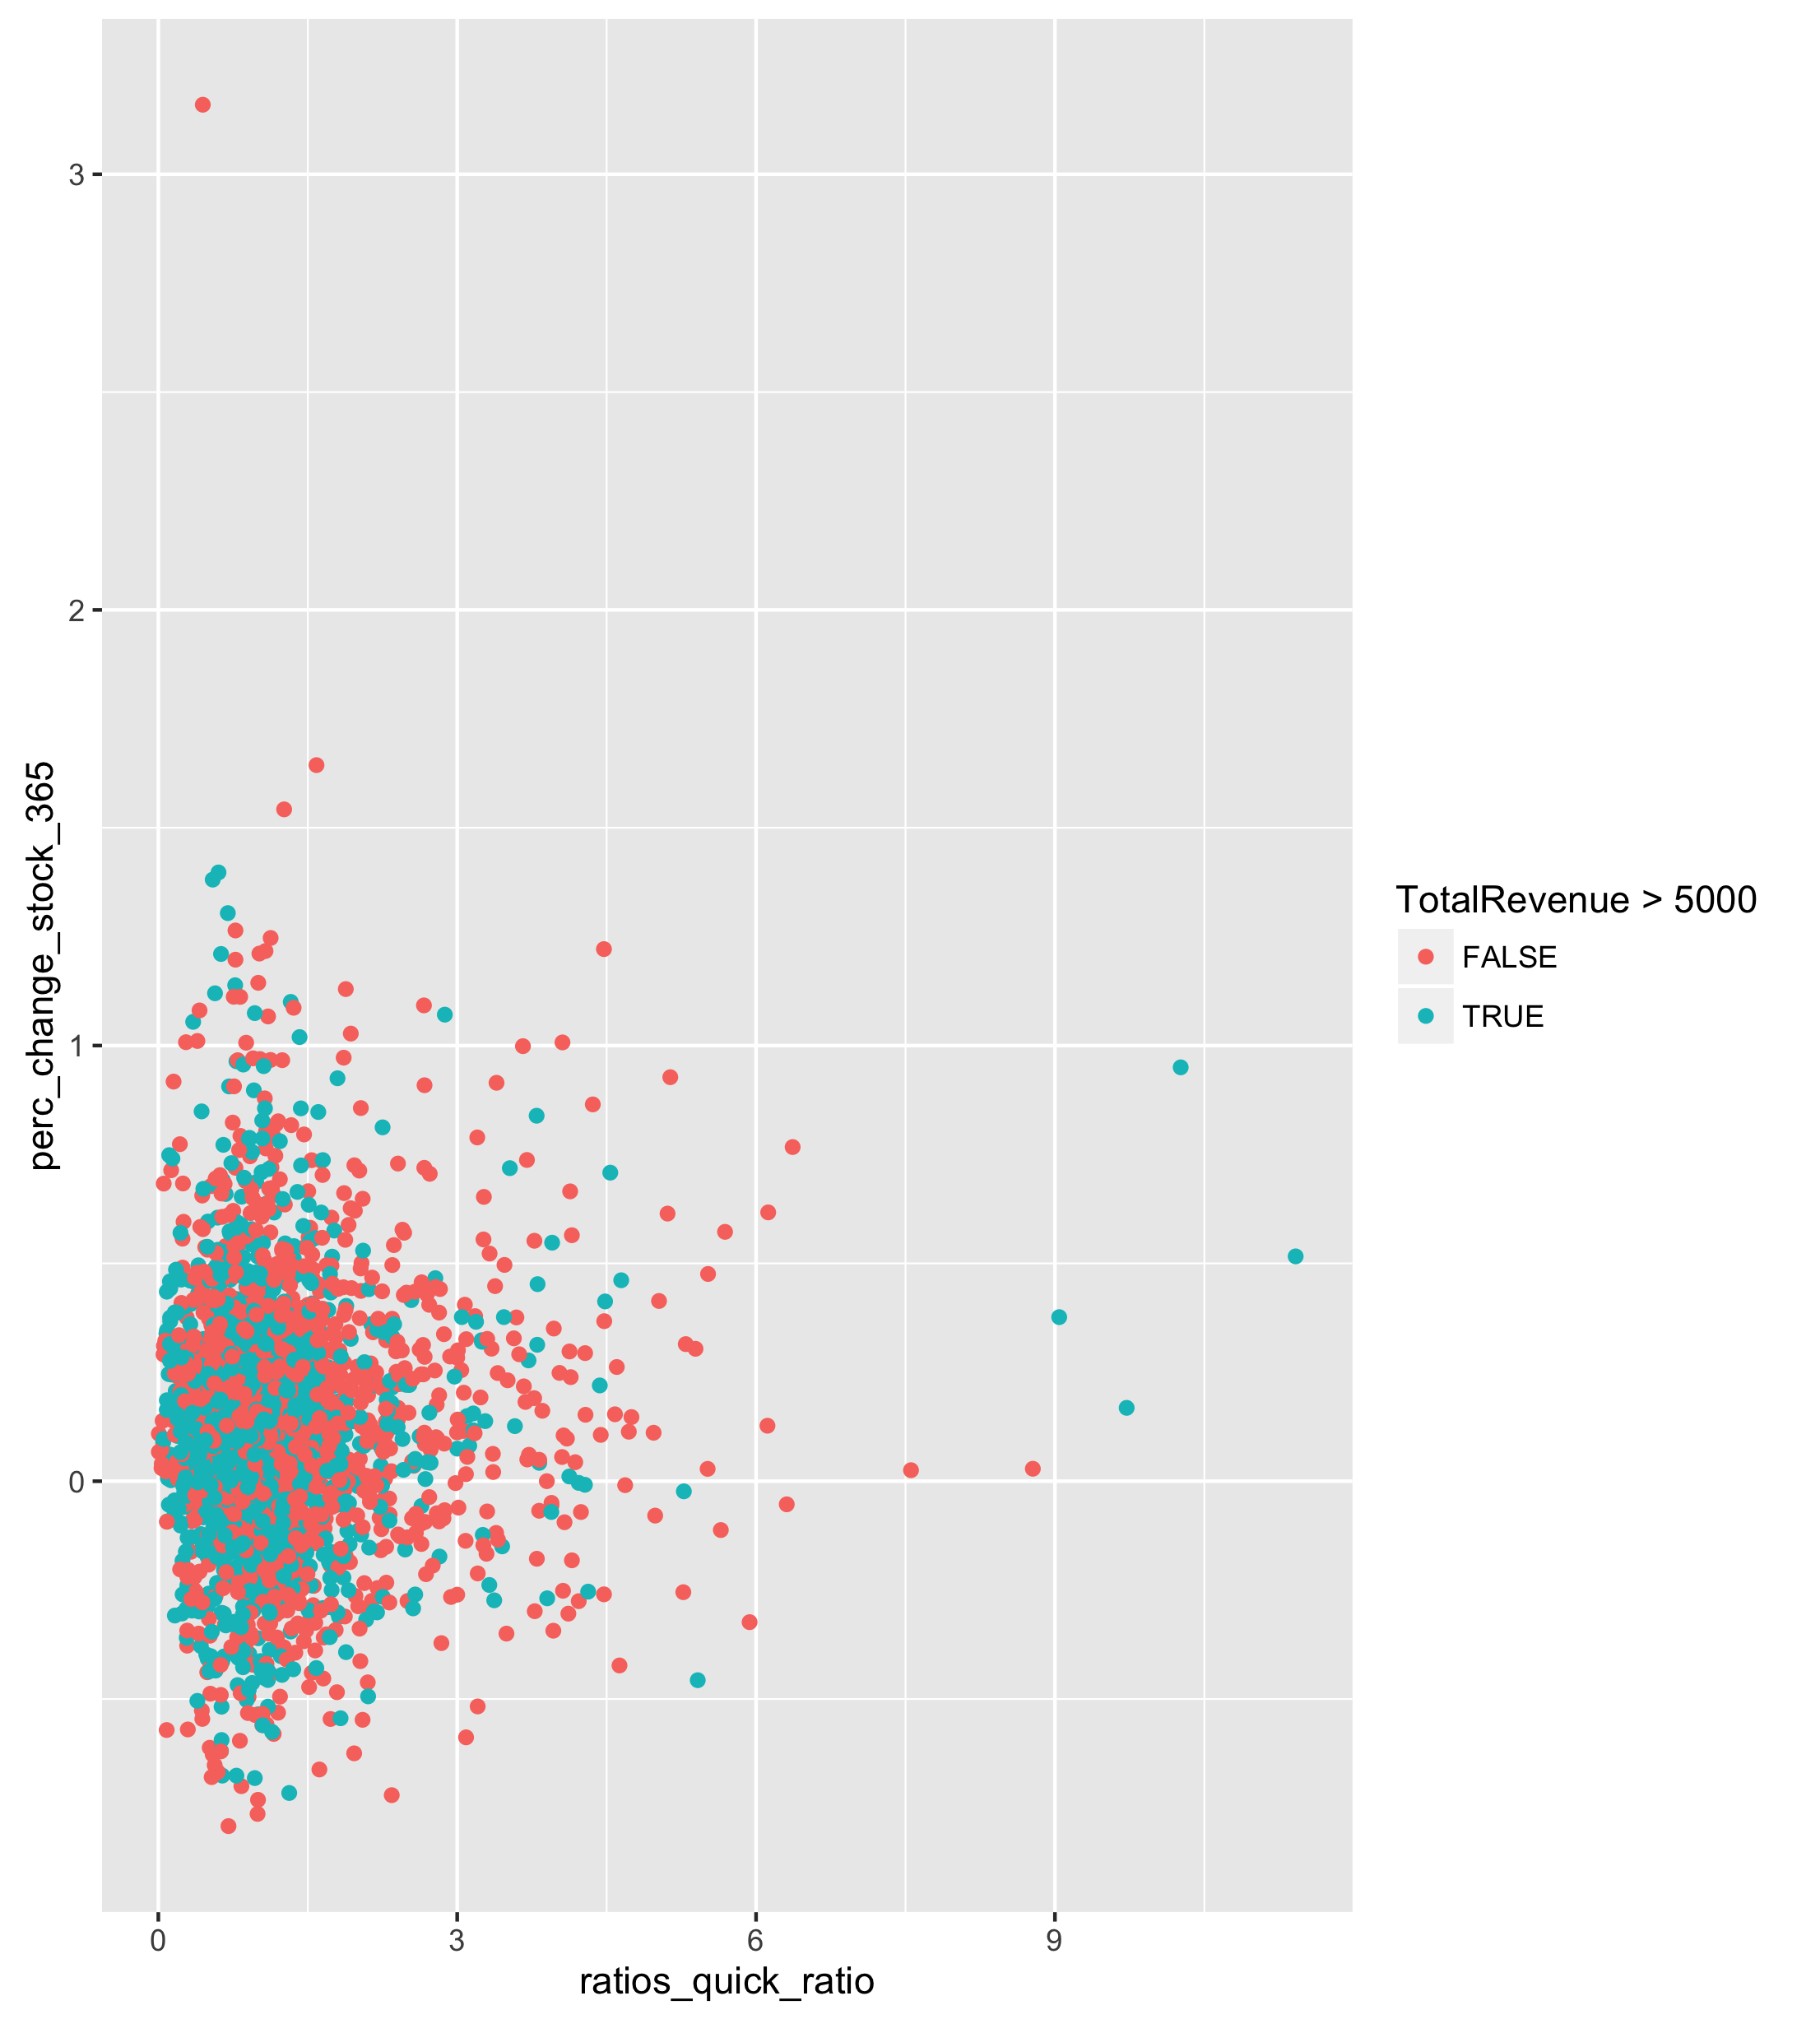 3
2
1
0
perc_change_stock_365
0
3
6
9
ratios_quick_ratio
TotalRevenue > 5000
FALSE
TRUE